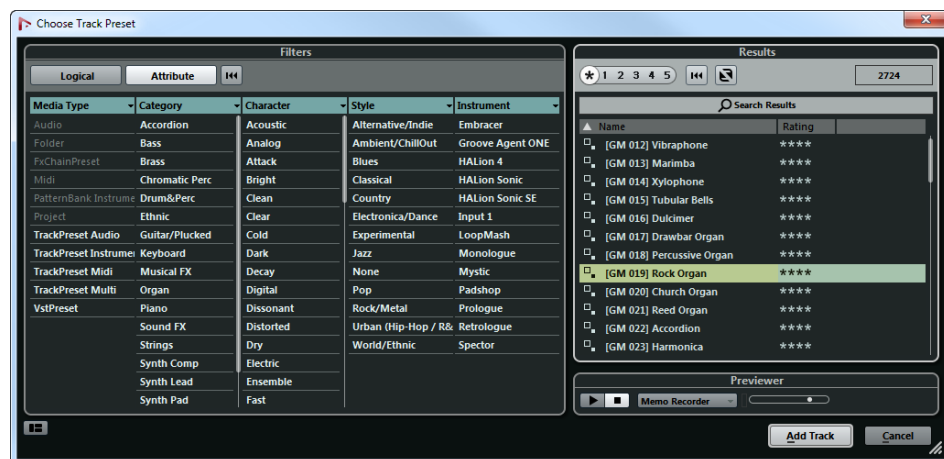 Choose Track Preset
Filters
Logical Attribute
Media Type Category Character Style Instrument
Audio Accordion Acoustic Alternative/Indie Embracer
Folder Bass Analog Ambient/ChillOut Groove Agent ONE
FxChainPreset Brass Attack Blues HALion 4
Midi Chromatic Perc Bright Classical HALion Sonic
PatternBank Instrume Drum&Perc Clean Country HALion Sonic SE
Project Ethnic Clear Electronica/Dance Input 1
TrackPreset Audio Guitar/Plucked Cold Experimental LoopMash
TrackPreset Instrume Keyboard Dark Jazz Monologue
TrackPreset Midi Musical FX Decay None Mystic
TrackPreset Multi Organ Digital Pop Padshop
VstPreset Piano Dissonant Rock/Metal Prologue
Sound FX Distorted Urban (Hip-Hop / R& Retrologue
Strings Dry World/Ethnic Spector
Synth Comp Electric
Synth Lead Ensemble
Synth Pad Fast
Results
* 1 2 3 4 5 2724
Search Results
Name Rating
[GM 012] Vibraphone ****
[GM 013] Marimba ****
[GM 014] Xylophone ****
[GM 015] Tubular Bells ****
[GM 016] Dulcimer ****
[GM 017] Drawbar Organ ****
[GM 018] Percussive Organ ****
[GM 019] Rock Organ ****
[GM 020] Church Organ ****
[GM 021] Reed Organ ****
[GM 022] Accordion ****
[GM 023] Harmonica ****
Previewer
Memo Recorder
Add Track Cancel